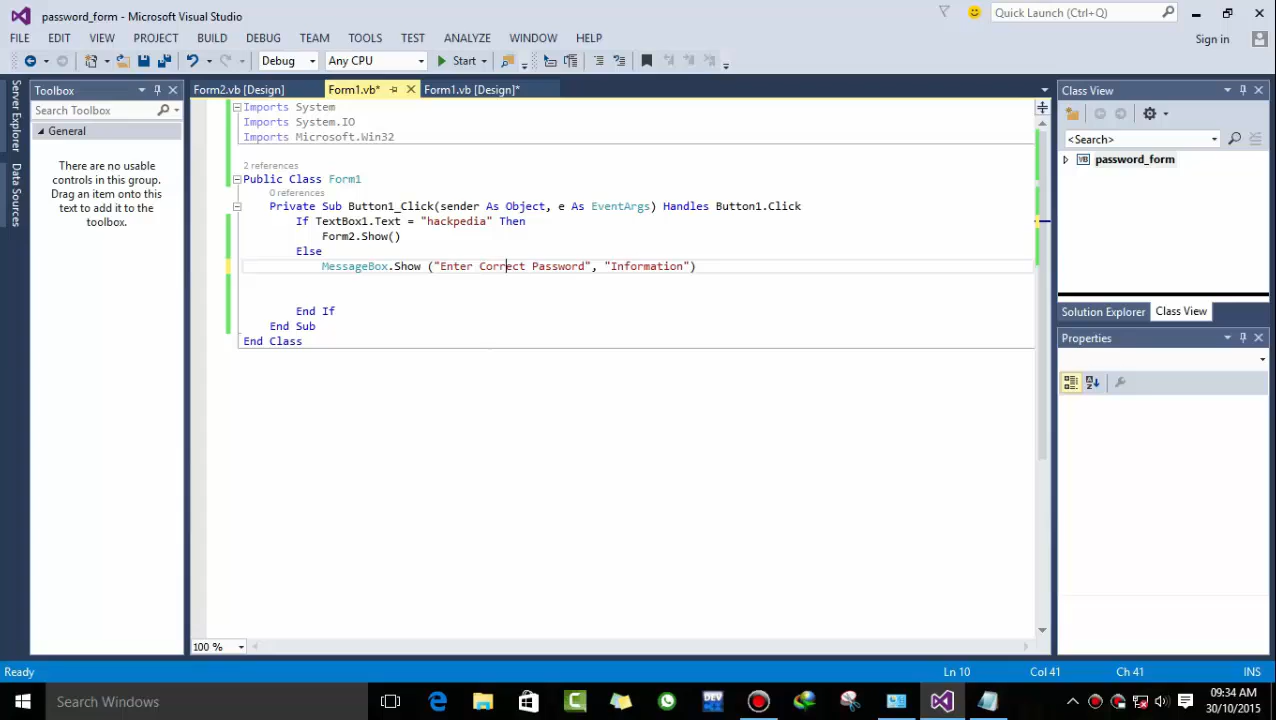 password_form - Microsoft Visual Studio
Quick Launch (Ctrl+Q)
FILE EDIT VIEW PROJECT BUILD DEBUG TEAM TOOLS TEST ANALYZE WINDOW HELP
Sign in
Debug Any CPU Start
Server Explorer
Data Sources
Toolbox
Search Toolbox
General
There are no usable
controls in this group.
Drag an item onto this
text to add it to the
toolbox.
Form2.vb [Design] Form1.vb* Form1.vb [Design]*
Imports System
Imports System.IO
Imports Microsoft.Win32
2 references
Public Class Form1
0 references
Private Sub Button1_Click(sender As Object, e As EventArgs) Handles Button1.Click
If TextBox1.Text = "hackpedia" Then
Form2.Show()
Else
MessageBox.Show ("Enter Correct Password", "Information")
End If
End Sub
End Class
100 %
Class View
<Search>
password_form
Solution Explorer Class View
Properties
Ready Ln 10 Col 41 Ch 41 INS
Search Windows
DEV
09:34 AM
30/10/2015